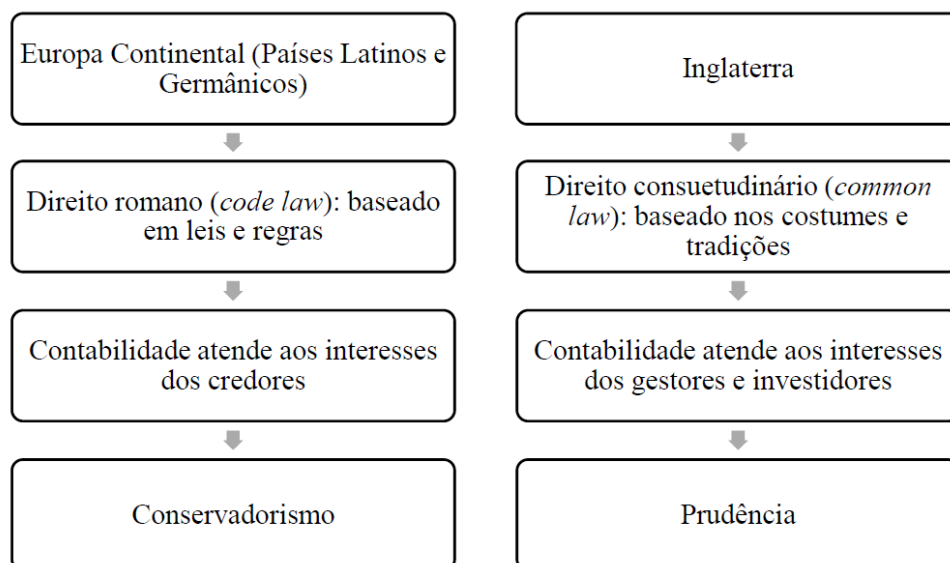 Europa Continental (Países Latinos e
Germânicos)
Direito romano (code law): baseado
em leis e regras
Contabilidade atende aos interesses
dos credores
Conservadorismo
Inglaterra
Direito consuetudinário (common
law): baseado nos costumes e
tradições
Contabilidade atende aos interesses
dos gestores e investidores
Prudência